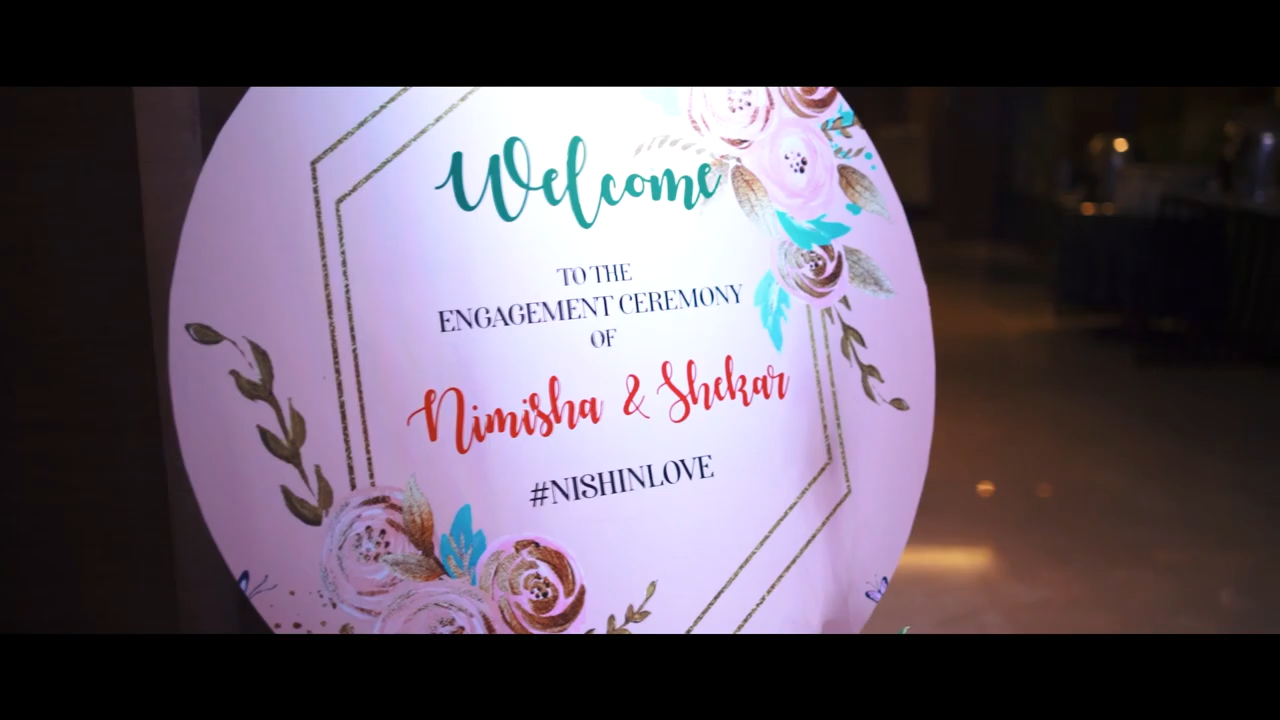 Welcome
TO THE
ENGAGEMENT CEREMONY
OF
Nimisha & Shekar
#NISHINLOVE